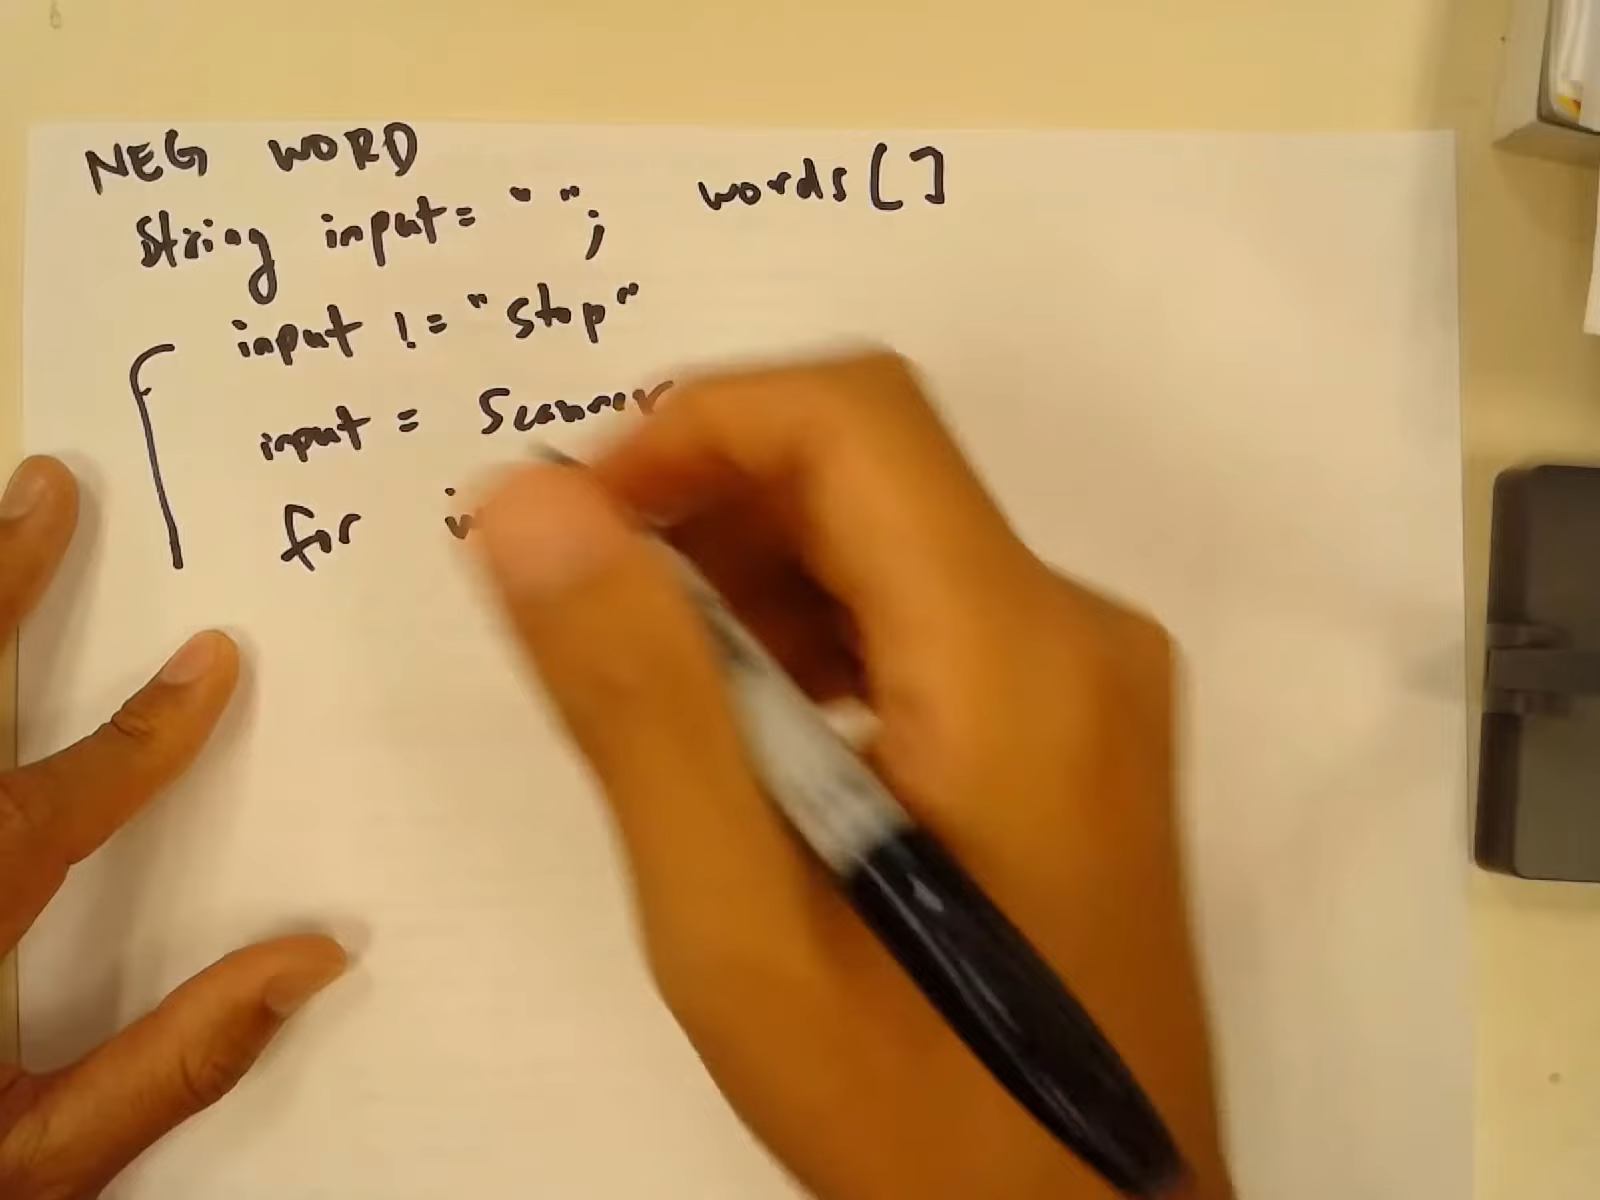 NEG WORD
String input = " "; words [ ]
input != "stop"
input = Scanner
for